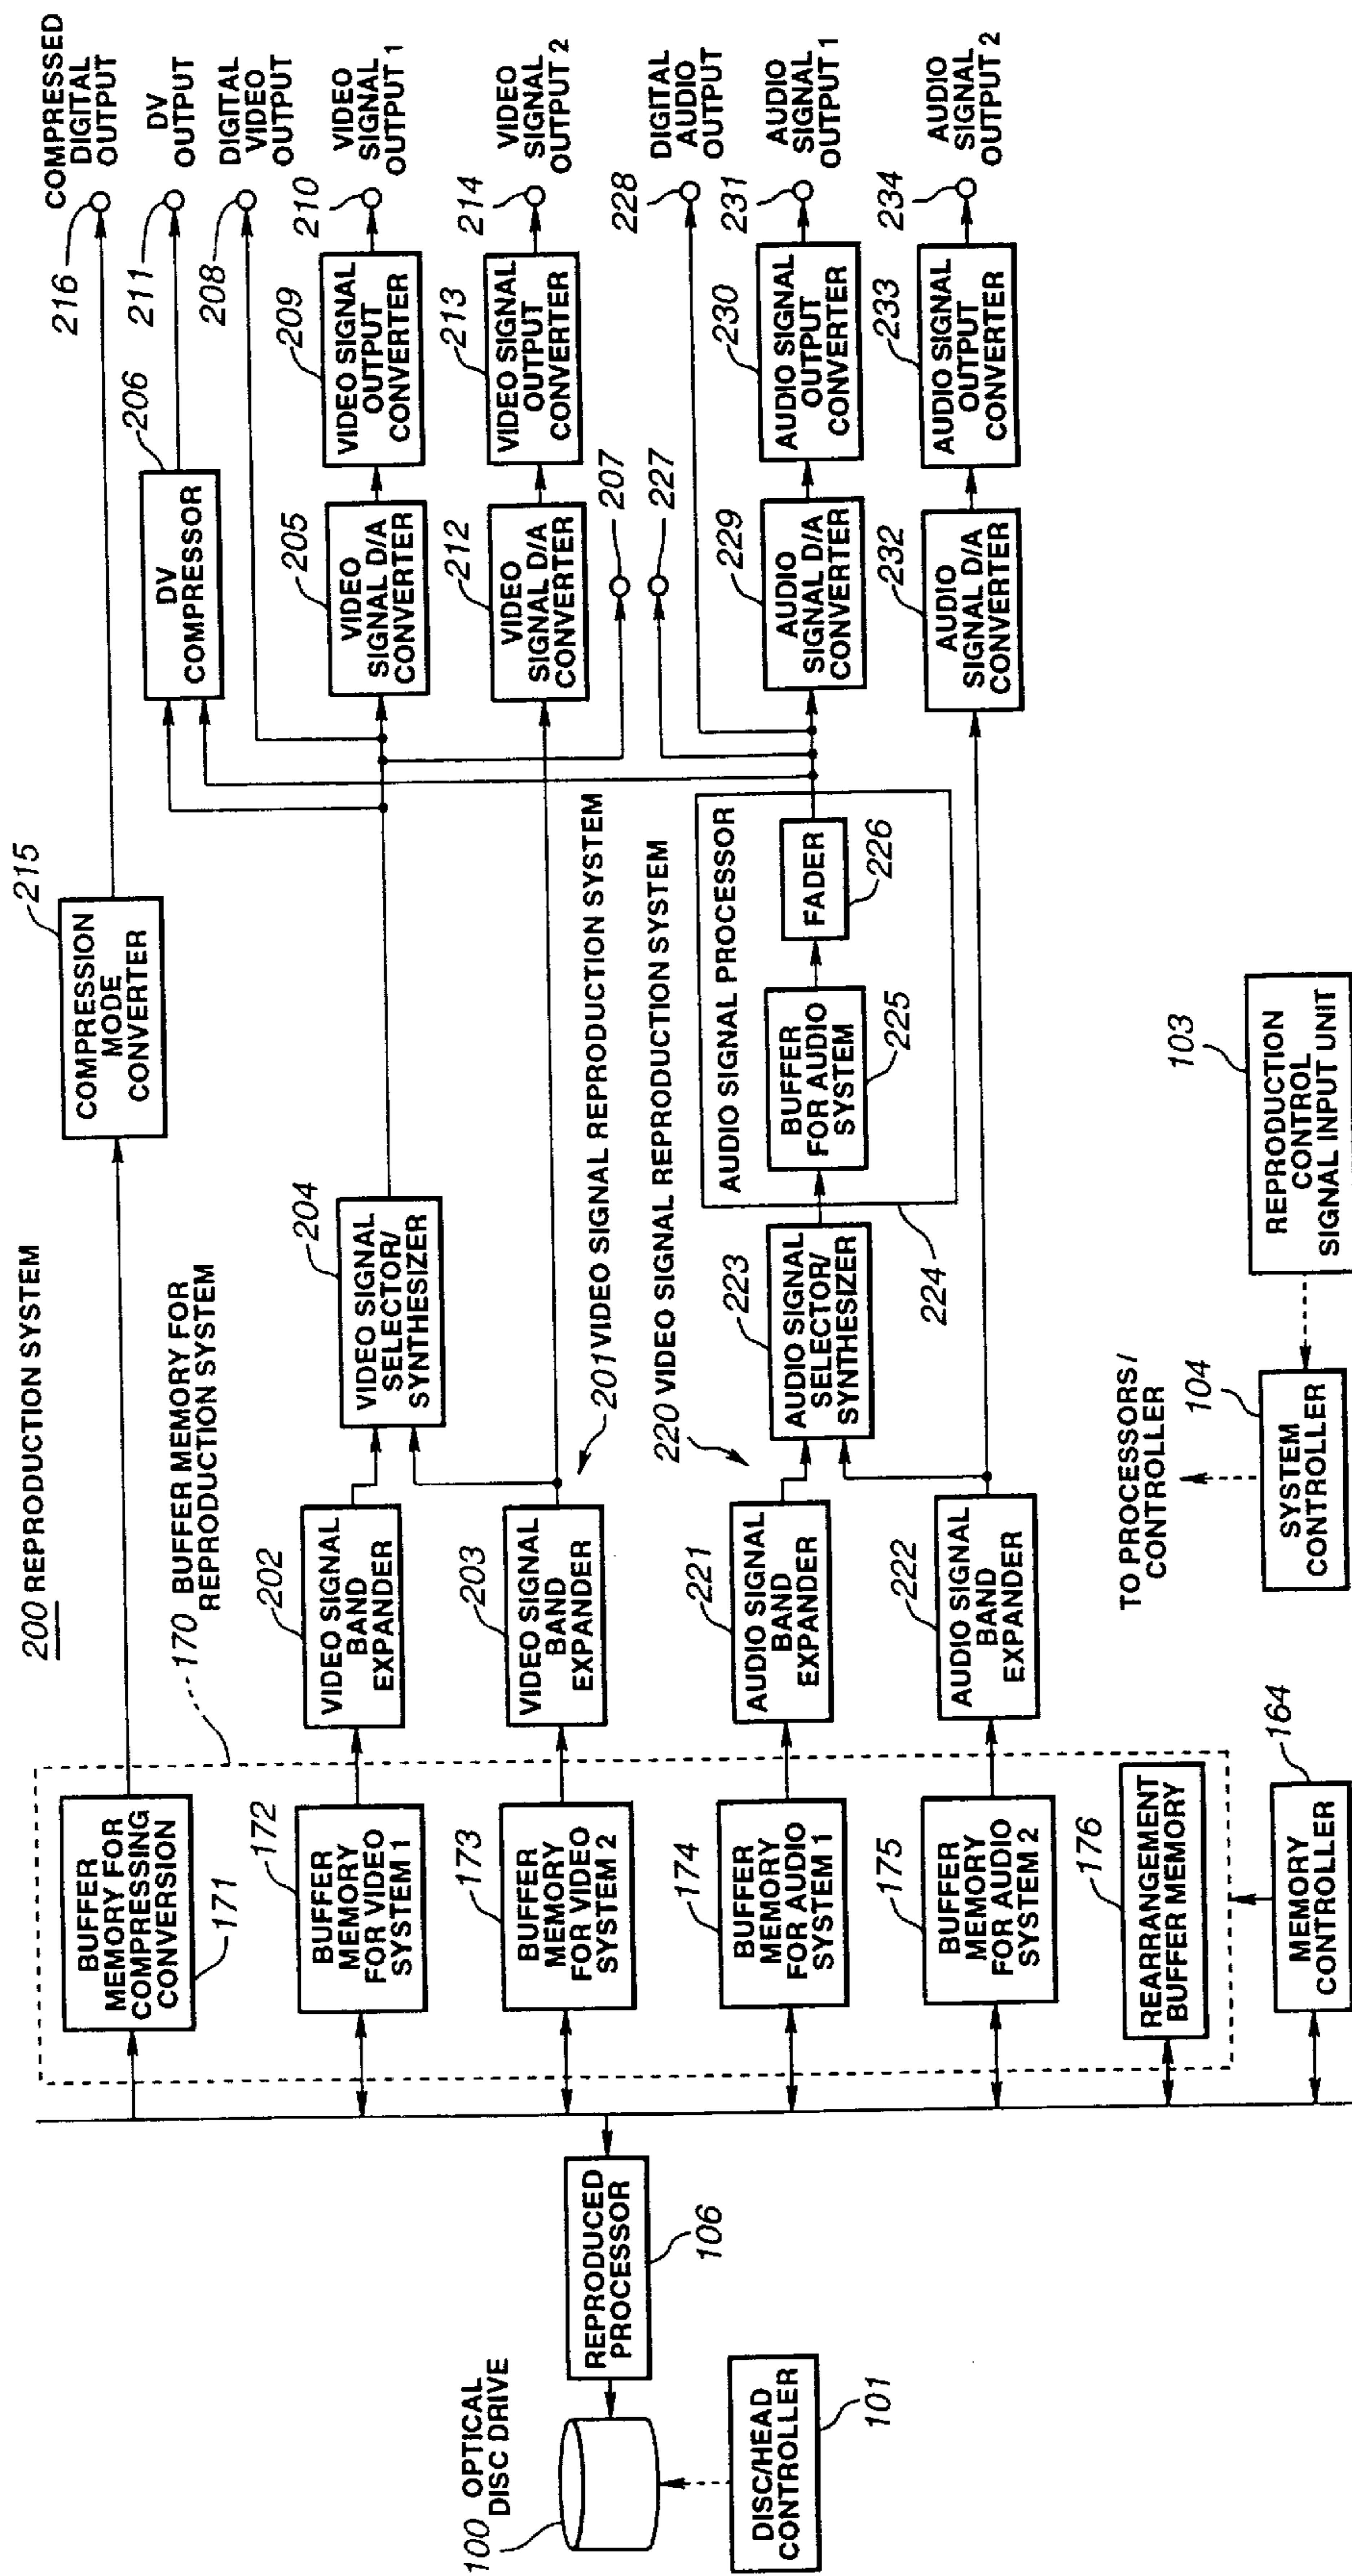 200 REPRODUCTION SYSTEM
170 BUFFER MEMORY FOR
REPRODUCTION SYSTEM
BUFFER
MEMORY FOR
COMPRESSING
CONVERSION
171
COMPRESSION
MODE
CONVERTER
215
216
COMPRESSED
DIGITAL
OUTPUT
DV
COMPRESSOR
206
211
DV
OUTPUT
208
DIGITAL
VIDEO
OUTPUT
172
BUFFER
MEMORY
FOR VIDEO
SYSTEM 1
202
VIDEO SIGNAL
BAND
EXPANDER
204
VIDEO SIGNAL
SELECTOR/
SYNTHESIZER
205
VIDEO
SIGNAL D/A
CONVERTER
209
VIDEO SIGNAL
OUTPUT
CONVERTER
210
VIDEO
SIGNAL
OUTPUT 1
173
BUFFER
MEMORY
FOR VIDEO
SYSTEM 2
203
VIDEO SIGNAL
BAND
EXPANDER
212
VIDEO
SIGNAL D/A
CONVERTER
213
VIDEO SIGNAL
OUTPUT
CONVERTER
214
VIDEO
SIGNAL
OUTPUT 2
201 VIDEO SIGNAL REPRODUCTION SYSTEM
207
220 VIDEO SIGNAL REPRODUCTION SYSTEM
227
100 OPTICAL
DISC DRIVE
REPRODUCED
PROCESSOR
106
DISC/HEAD
CONTROLLER
101
174
BUFFER
MEMORY
FOR AUDIO
SYSTEM 1
221
AUDIO SIGNAL
BAND
EXPANDER
223
AUDIO SIGNAL
SELECTOR/
SYNTHESIZER
AUDIO SIGNAL PROCESSOR
BUFFER
FOR AUDIO
SYSTEM
225
FADER
226
224
229
AUDIO
SIGNAL D/A
CONVERTER
230
AUDIO SIGNAL
OUTPUT
CONVERTER
228
DIGITAL
AUDIO
OUTPUT
231
AUDIO
SIGNAL
OUTPUT 1
175
BUFFER
MEMORY
FOR AUDIO
SYSTEM 2
222
AUDIO SIGNAL
BAND
EXPANDER
232
AUDIO
SIGNAL D/A
CONVERTER
233
AUDIO SIGNAL
OUTPUT
CONVERTER
234
AUDIO
SIGNAL
OUTPUT 2
176
REARRANGEMENT
BUFFER MEMORY
164
MEMORY
CONTROLLER
TO PROCESSORS/
CONTROLLER
104
SYSTEM
CONTROLLER
103
REPRODUCTION
CONTROL
SIGNAL INPUT UNIT